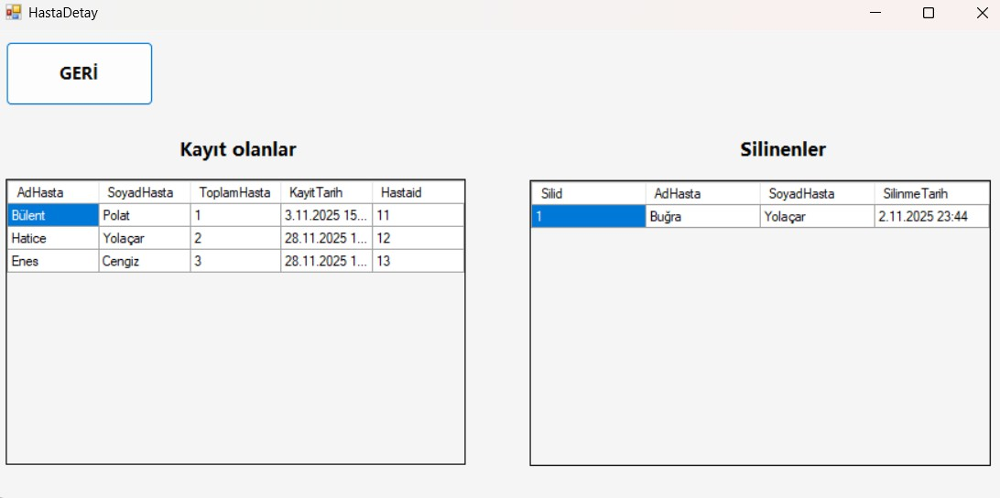 HastaDetay
GERİ
Kayıt olanlar
AdHasta SoyadHasta ToplamHasta KayitTarih Hastaid
Bülent Polat 1 3.11.2025 15... 11
Hatice Yolaçar 2 28.11.2025 1... 12
Enes Cengiz 3 28.11.2025 1... 13
Silinenler
Silid AdHasta SoyadHasta SilinmeTarih
1 Buğra Yolaçar 2.11.2025 23:44